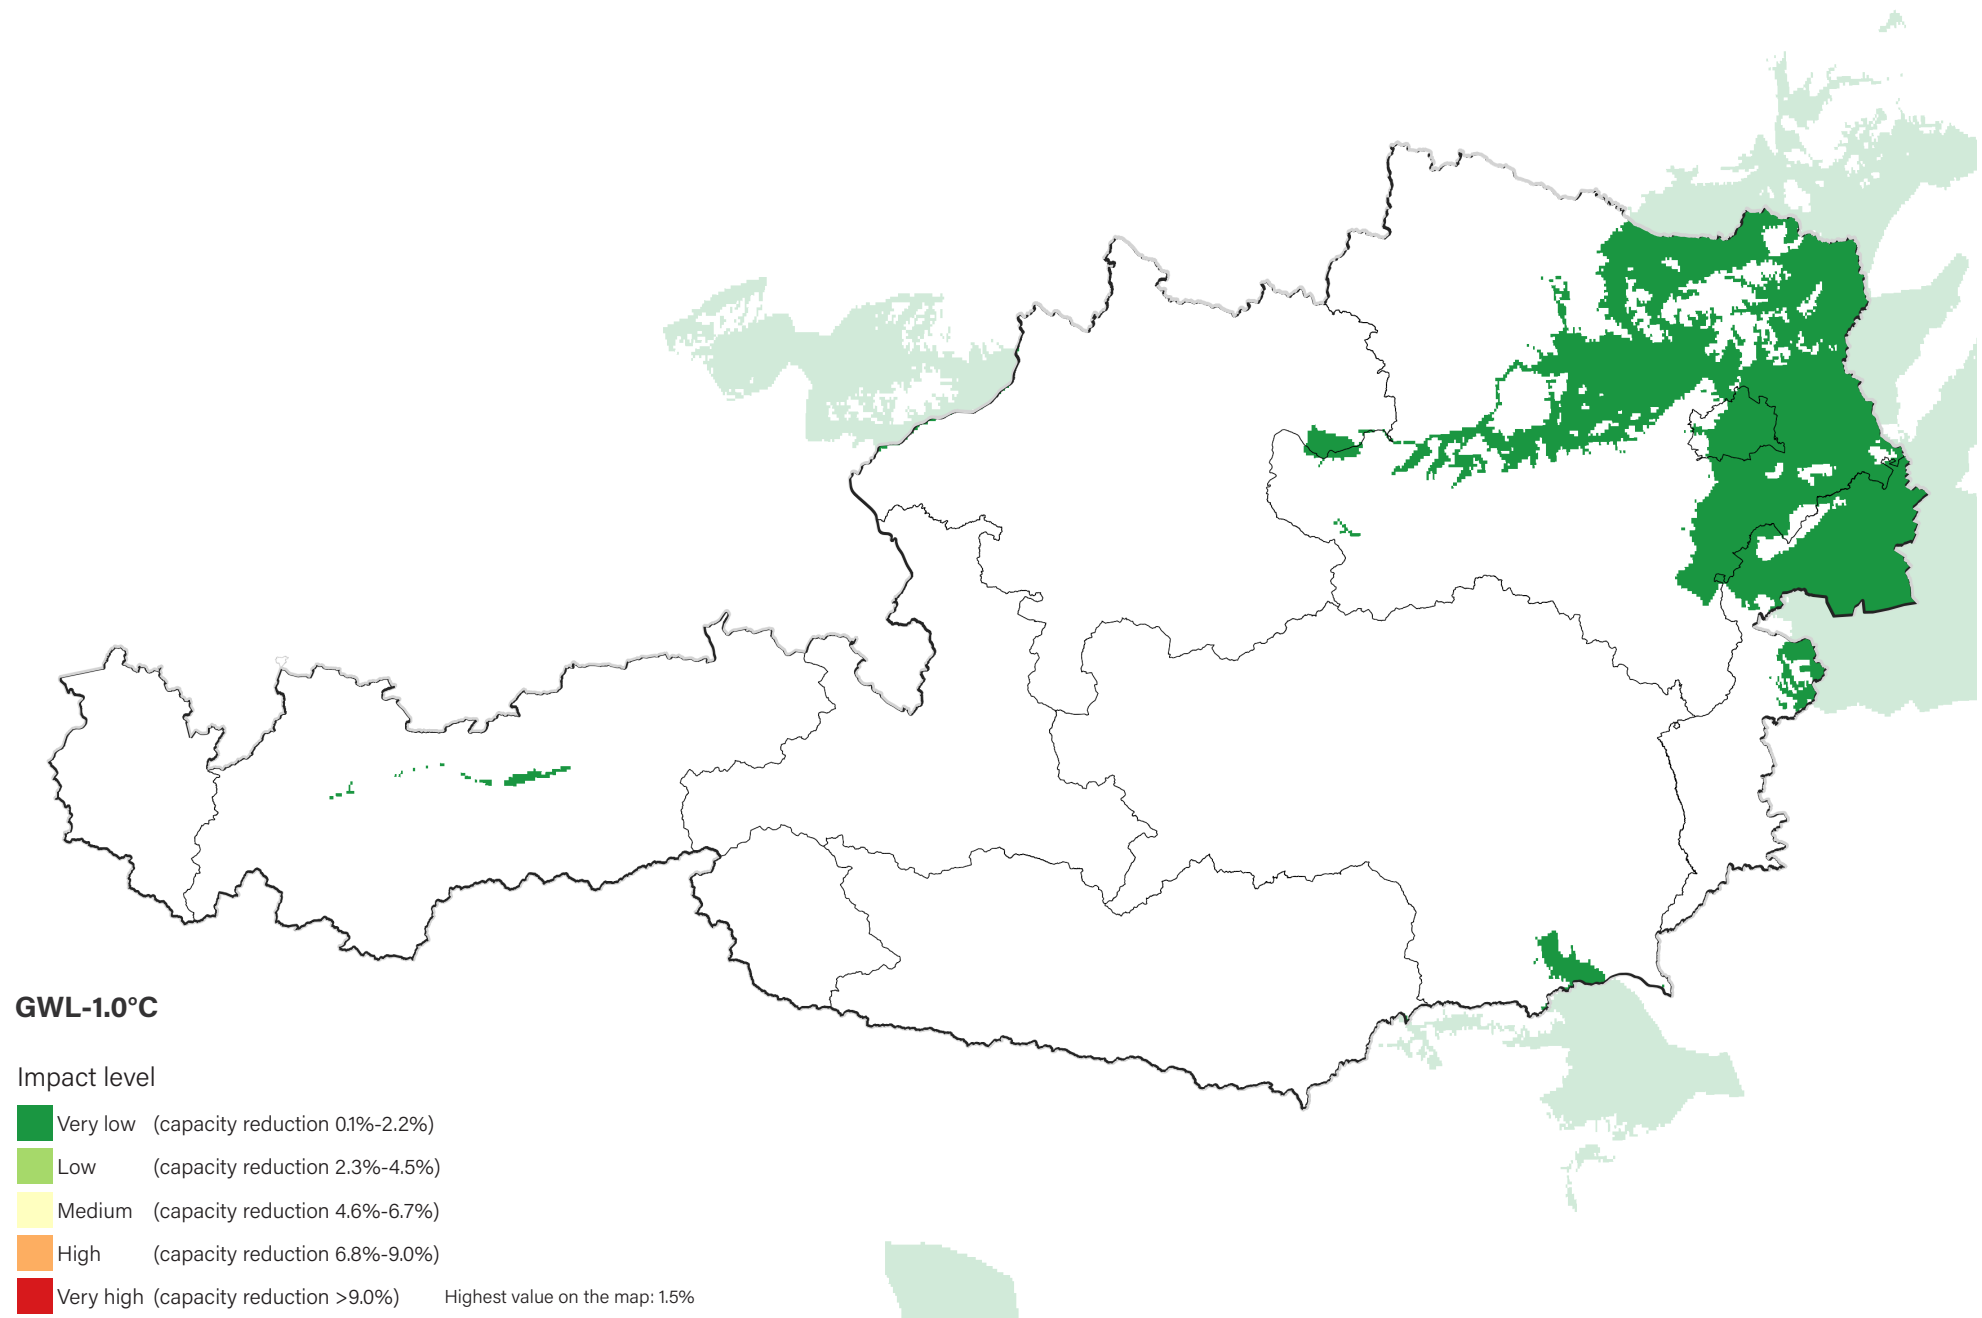 GWL-1.0°C
Impact level
Very low (capacity reduction 0.1%-2.2%)
Low (capacity reduction 2.3%-4.5%)
Medium (capacity reduction 4.6%-6.7%)
High (capacity reduction 6.8%-9.0%)
Very high (capacity reduction >9.0%) Highest value on the map: 1.5%